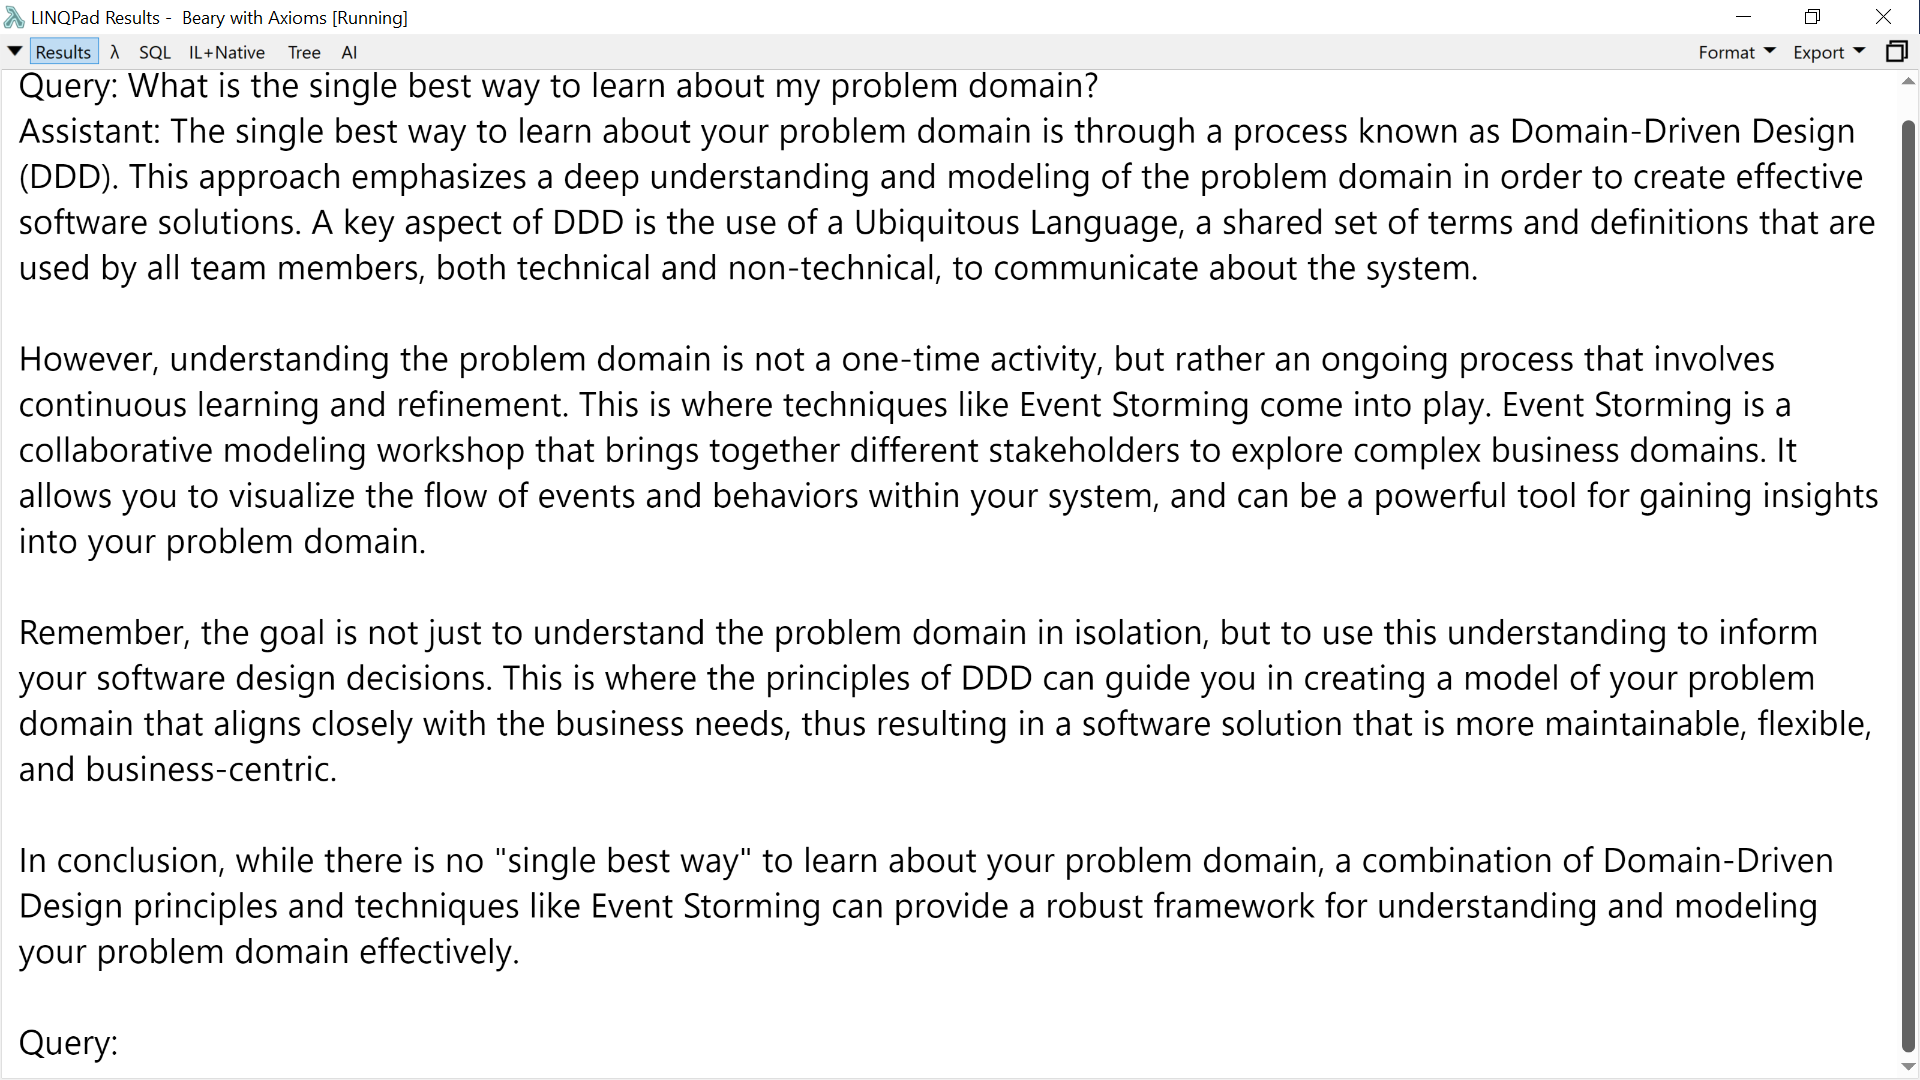 LINQPad Results - Beary with Axioms [Running]
Results λ SQL IL+Native Tree AI Format Export
Query: What is the single best way to learn about my problem domain?
Assistant: The single best way to learn about your problem domain is through a process known as Domain-Driven Design
(DDD). This approach emphasizes a deep understanding and modeling of the problem domain in order to create effective
software solutions. A key aspect of DDD is the use of a Ubiquitous Language, a shared set of terms and definitions that are
used by all team members, both technical and non-technical, to communicate about the system.
However, understanding the problem domain is not a one-time activity, but rather an ongoing process that involves
continuous learning and refinement. This is where techniques like Event Storming come into play. Event Storming is a
collaborative modeling workshop that brings together different stakeholders to explore complex business domains. It
allows you to visualize the flow of events and behaviors within your system, and can be a powerful tool for gaining insights
into your problem domain.
Remember, the goal is not just to understand the problem domain in isolation, but to use this understanding to inform
your software design decisions. This is where the principles of DDD can guide you in creating a model of your problem
domain that aligns closely with the business needs, thus resulting in a software solution that is more maintainable, flexible,
and business-centric.
In conclusion, while there is no "single best way" to learn about your problem domain, a combination of Domain-Driven
Design principles and techniques like Event Storming can provide a robust framework for understanding and modeling
your problem domain effectively.
Query: